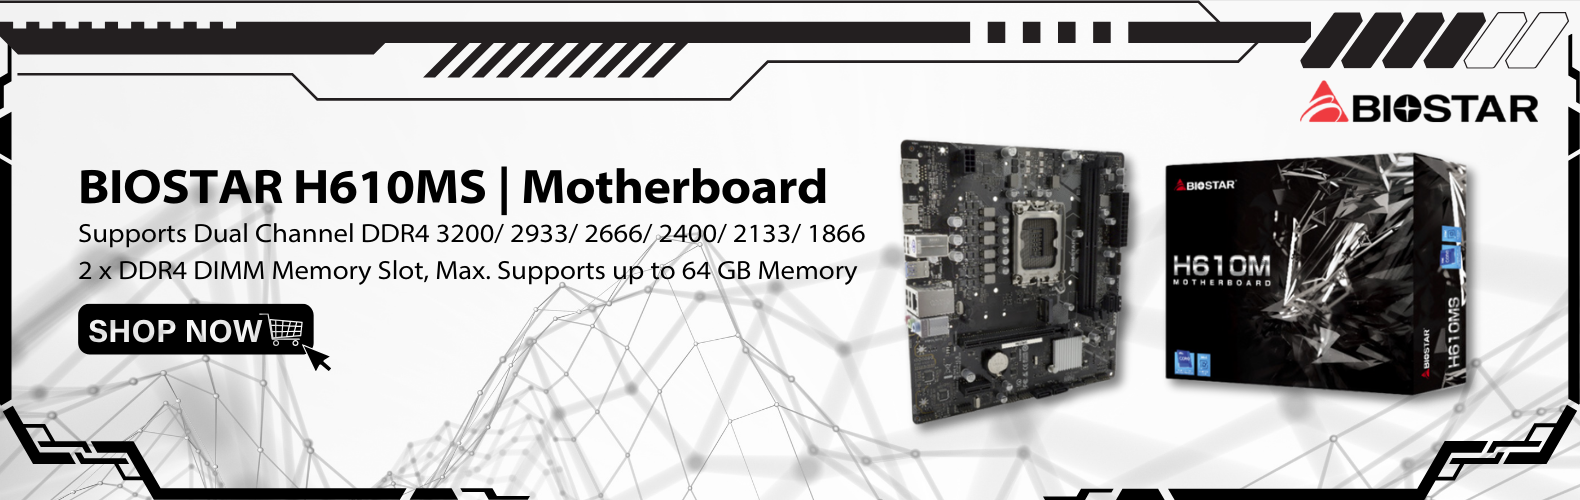 BIOSTAR
BIOSTAR H610MS | Motherboard
Supports Dual Channel DDR4 3200/ 2933/ 2666/ 2400/ 2133/ 1866
2 x DDR4 DIMM Memory Slot, Max. Supports up to 64 GB Memory
SHOP NOW
BIOSTAR
H610M
MOTHERBOARD
BIOSTAR
H610MS